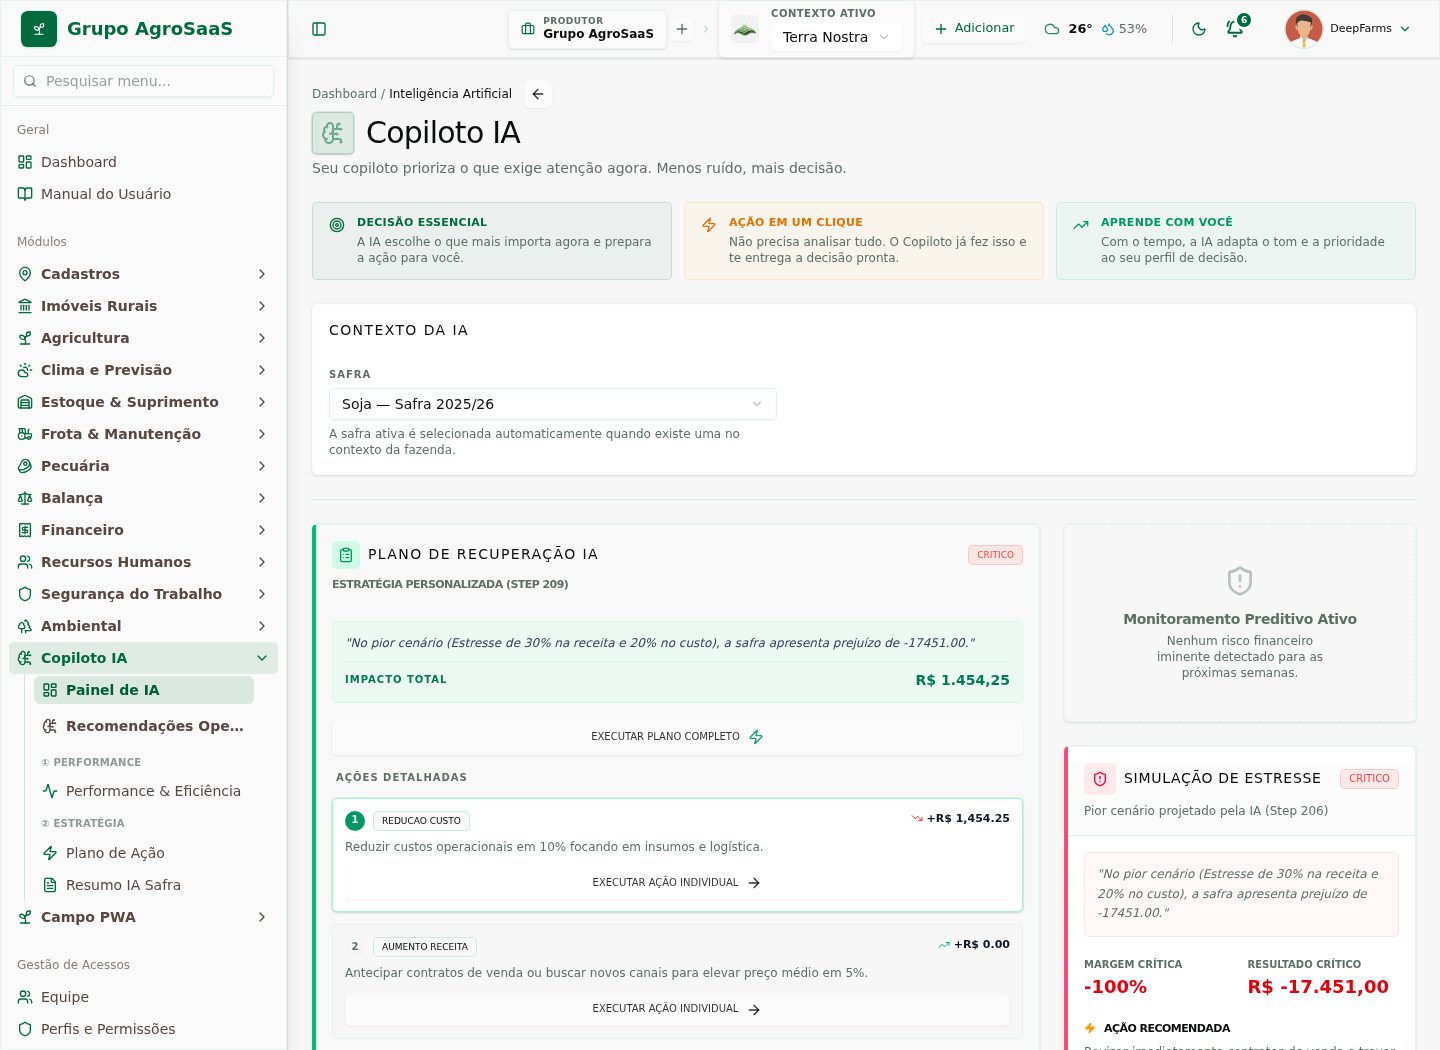 Grupo AgroSaaS
Pesquisar menu...
Geral
Dashboard
Manual do Usuário
Módulos
Cadastros
Imóveis Rurais
Agricultura
Clima e Previsão
Estoque & Suprimento
Frota & Manutenção
Pecuária
Balança
Financeiro
Recursos Humanos
Segurança do Trabalho
Ambiental
Copiloto IA
Painel de IA
Recomendações Ope...
① PERFORMANCE
Performance & Eficiência
② ESTRATÉGIA
Plano de Ação
Resumo IA Safra
Campo PWA
Gestão de Acessos
Equipe
Perfis e Permissões
PRODUTOR
Grupo AgroSaaS
CONTEXTO ATIVO
Terra Nostra
Adicionar
26°
53%
6
DeepFarms
Dashboard / Inteligência Artificial
Copiloto IA
Seu copiloto prioriza o que exige atenção agora. Menos ruído, mais decisão.
DECISÃO ESSENCIAL
A IA escolhe o que mais importa agora e prepara
a ação para você.
AÇÃO EM UM CLIQUE
Não precisa analisar tudo. O Copiloto já fez isso e
te entrega a decisão pronta.
APRENDE COM VOCÊ
Com o tempo, a IA adapta o tom e a prioridade
ao seu perfil de decisão.
CONTEXTO DA IA
SAFRA
Soja — Safra 2025/26
A safra ativa é selecionada automaticamente quando existe uma no
contexto da fazenda.
PLANO DE RECUPERAÇÃO IA
CRITICO
ESTRATÉGIA PERSONALIZADA (STEP 209)
"No pior cenário (Estresse de 30% na receita e 20% no custo), a safra apresenta prejuízo de -17451.00."
IMPACTO TOTAL
R$ 1.454,25
EXECUTAR PLANO COMPLETO
AÇÕES DETALHADAS
1
REDUCAO CUSTO
+R$ 1,454.25
Reduzir custos operacionais em 10% focando em insumos e logística.
EXECUTAR AÇÃO INDIVIDUAL
2
AUMENTO RECEITA
+R$ 0.00
Antecipar contratos de venda ou buscar novos canais para elevar preço médio em 5%.
EXECUTAR AÇÃO INDIVIDUAL
Monitoramento Preditivo Ativo
Nenhum risco financeiro
iminente detectado para as
próximas semanas.
SIMULAÇÃO DE ESTRESSE
CRITICO
Pior cenário projetado pela IA (Step 206)
"No pior cenário (Estresse de 30% na receita e
20% no custo), a safra apresenta prejuízo de
-17451.00."
MARGEM CRÍTICA
-100%
RESULTADO CRÍTICO
R$ -17.451,00
AÇÃO RECOMENDADA